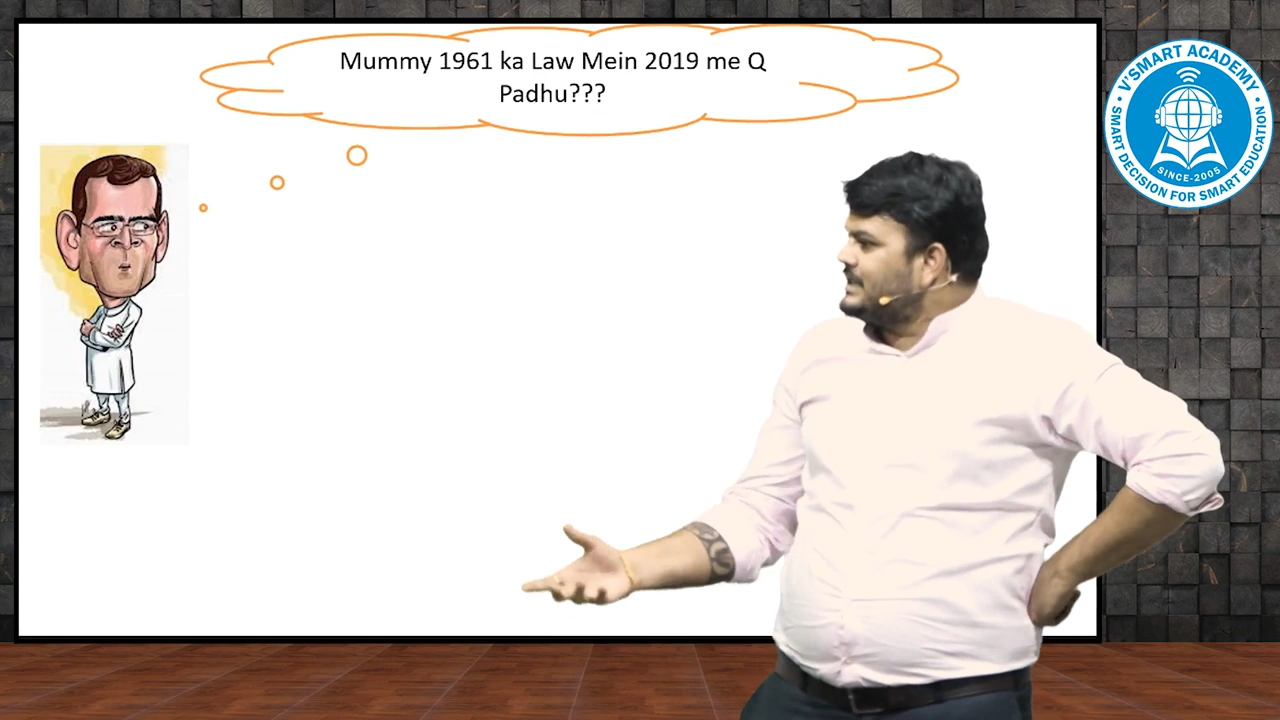 Mummy 1961 ka Law Mein 2019 me Q
Padhu???
V'SMART ACADEMY
SINCE-2005
SMART DECISION FOR SMART EDUCATION